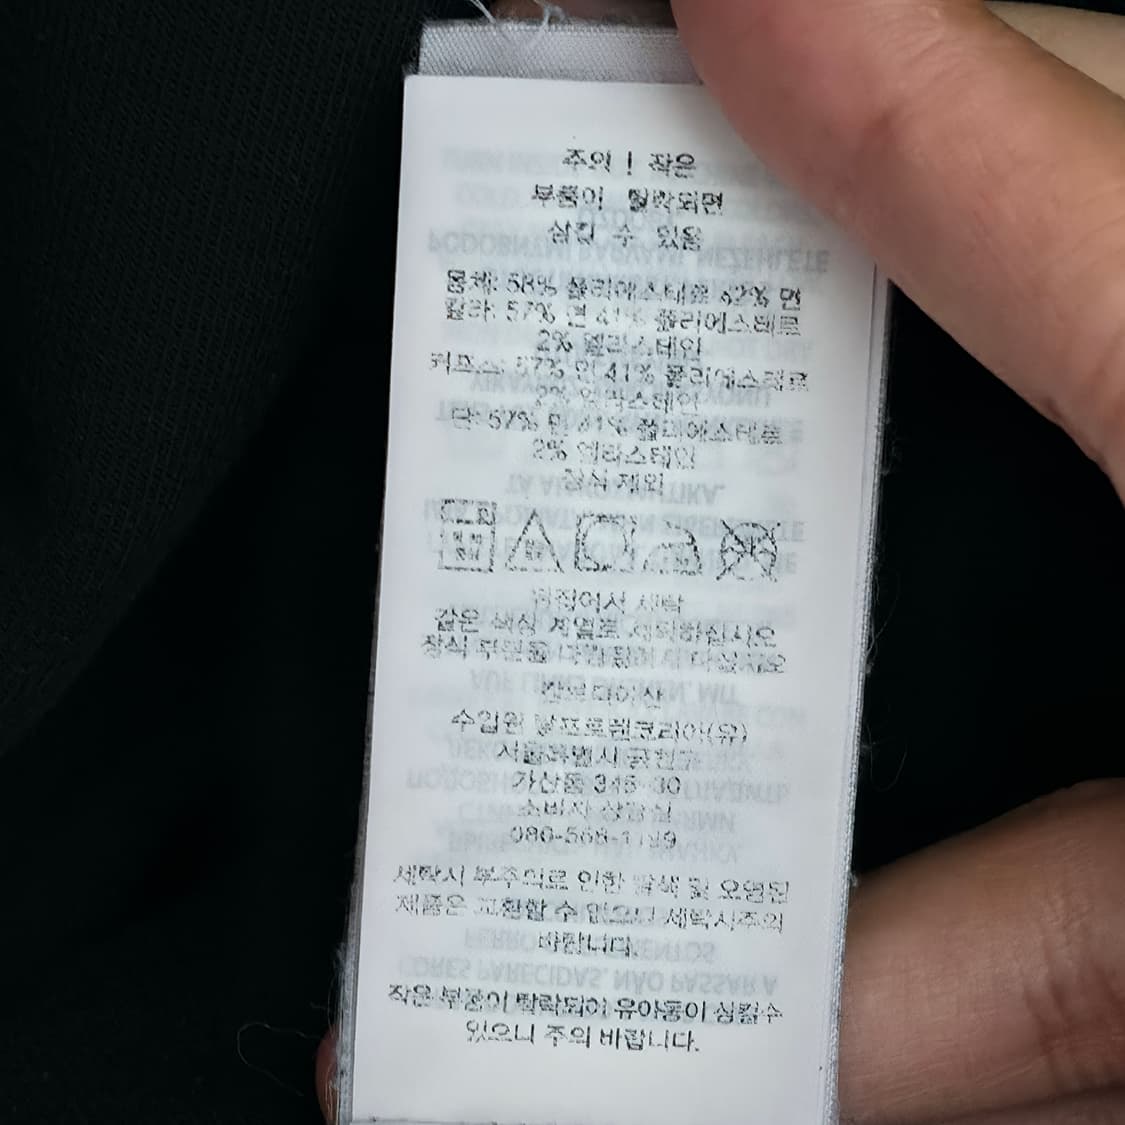 주의 ! 작은
부품이 탈락되면
삼킬 수 있음
몸체: 68% 폴리에스테르 32% 면
칼라: 57% 면 41% 폴리에스테르
2% 엘라스테인
커프스: 57% 면 41% 폴리에스테르
2% 엘라스테인
단: 57% 면 폴리에스테르
2% 엘라스테인
장식 제외
뒤집어서 세탁
같은 색상 계열로 세탁하십시오
장식 부분을 다림질하지 마십시오
캄보디아산
수입원 랄프로렌코리아(유)
서울특별시 금천구
가산동 345-30
소비자 상담실
세탁시 부주의로 인한 탈색 및 오염된
제품은 교환할 수 없으니 세탁시주의
바랍니다.
작은 부품이 탈락되어 유아동이 삼킬수
있으니 주의 바랍니다.